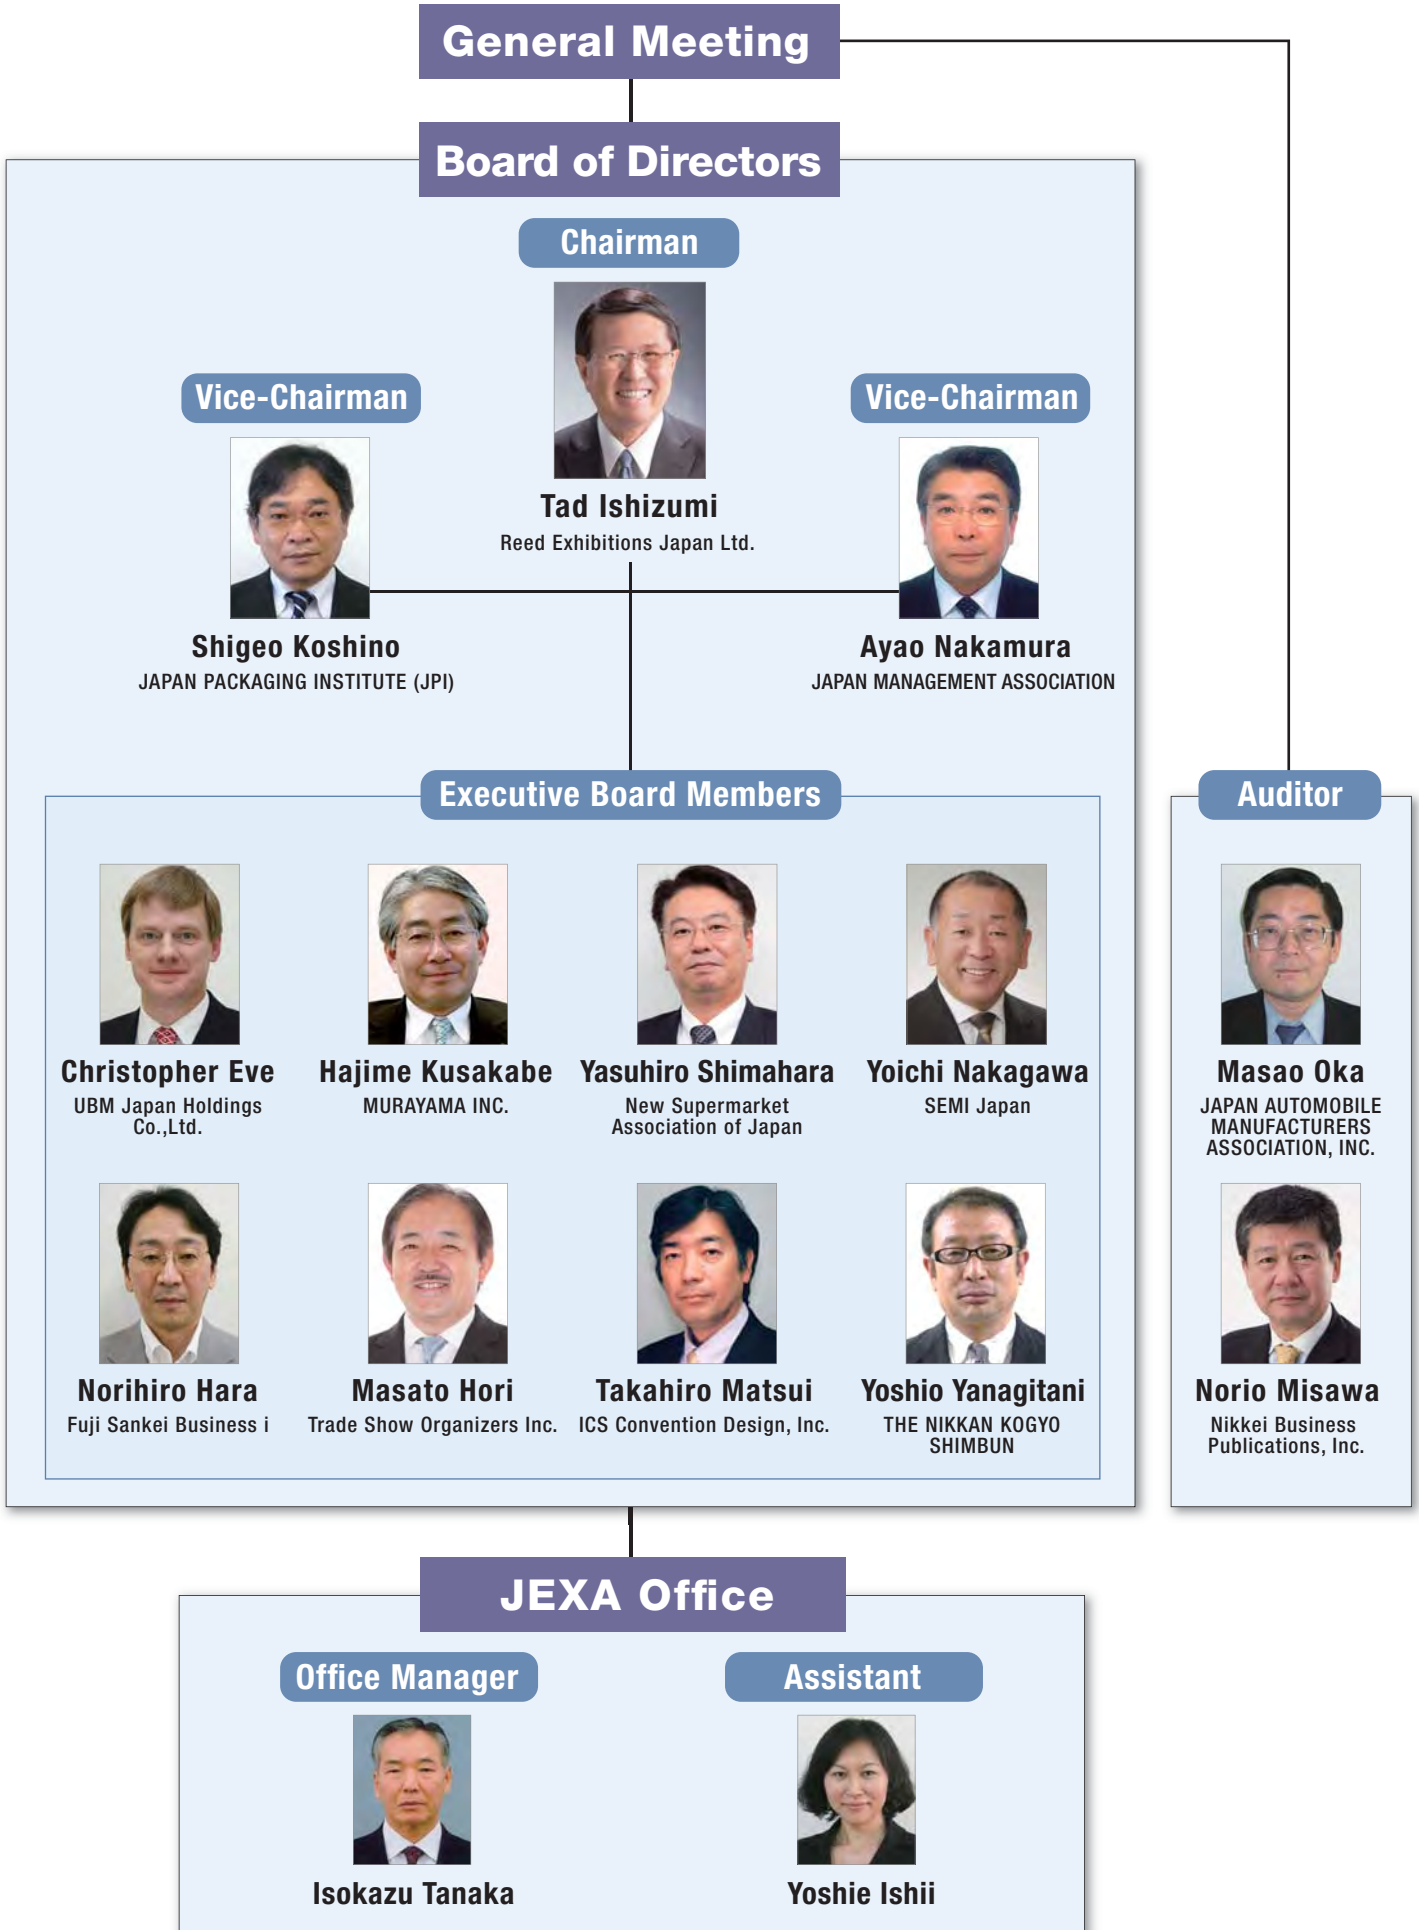 General Meeting
Board of Directors
Chairman
Vice-Chairman
Vice-Chairman
Tad Ishizumi
Reed Exhibitions Japan Ltd.
Shigeo Koshino
JAPAN PACKAGING INSTITUTE (JPI)
Ayao Nakamura
JAPAN MANAGEMENT ASSOCIATION
Executive Board Members
Christopher Eve
UBM Japan Holdings
Co.,Ltd.
Hajime Kusakabe
MURAYAMA INC.
Yasuhiro Shimahara
New Supermarket
Association of Japan
Yoichi Nakagawa
SEMI Japan
Norihiro Hara
Fuji Sankei Business i
Masato Hori
Trade Show Organizers Inc.
Takahiro Matsui
ICS Convention Design, Inc.
Yoshio Yanagitani
THE NIKKAN KOGYO
SHIMBUN
Auditor
Masao Oka
JAPAN AUTOMOBILE
MANUFACTURERS
ASSOCIATION, INC.
Norio Misawa
Nikkei Business
Publications, Inc.
JEXA Office
Office Manager
Isokazu Tanaka
Assistant
Yoshie Ishii